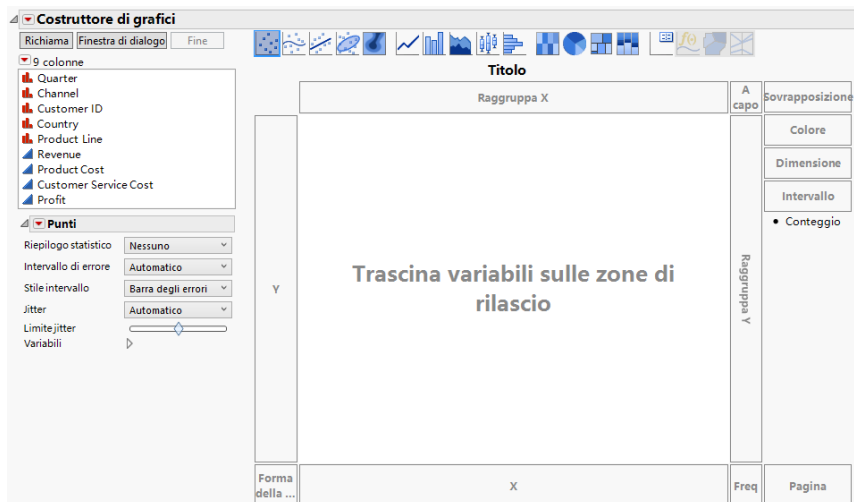 Costruttore di grafici
Richiama Finestra di dialogo Fine
9 colonne
Quarter
Channel
Customer ID
Country
Product Line
Revenue
Product Cost
Customer Service Cost
Profit
Punti
Riepilogo statistico Nessuno
Intervallo di errore Automatico
Stile intervallo Barra degli errori
Jitter Automatico
Limite jitter
Variabili
Titolo
Raggruppa X
A capo
Sovrapposizione
Y
Trascina variabili sulle zone di
rilascio
Raggruppa Y
Colore
Dimensione
Intervallo
Conteggio
Forma
della ...
X
Freq
Pagina